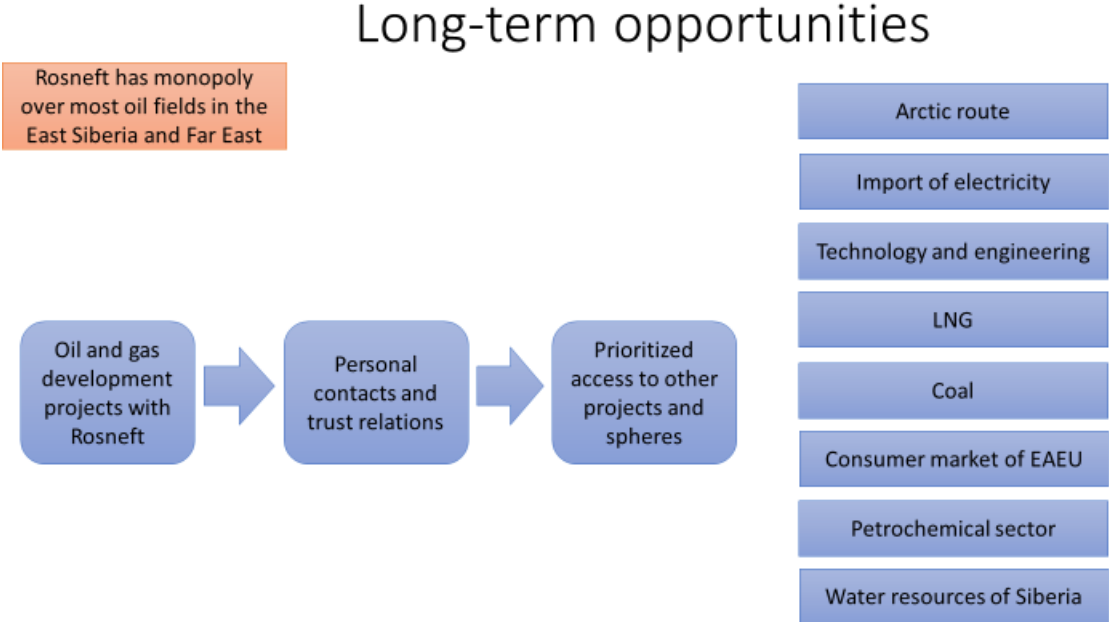 Long-term opportunities
Rosneft has monopoly
over most oil fields in the
East Siberia and Far East
Oil and gas
development
projects with
Rosneft
Personal
contacts and
trust relations
Prioritized
access to other
projects and
spheres
Arctic route
Import of electricity
Technology and engineering
LNG
Coal
Consumer market of EAEU
Petrochemical sector
Water resources of Siberia